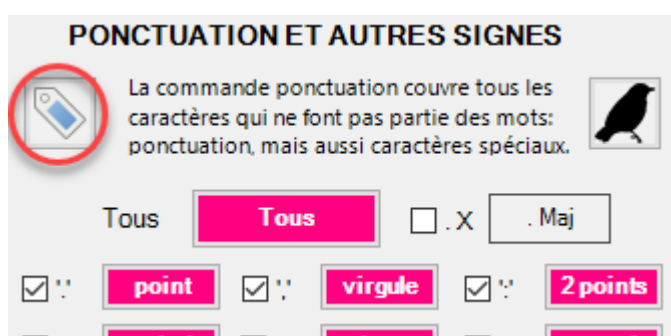 PONCTUATION ET AUTRES SIGNES
La commande ponctuation couvre tous les
caractères qui ne font pas partie des mots:
ponctuation, mais aussi caractères spéciaux.
Tous Tous . X . Maj
'.' point ',' virgule ':' 2 points